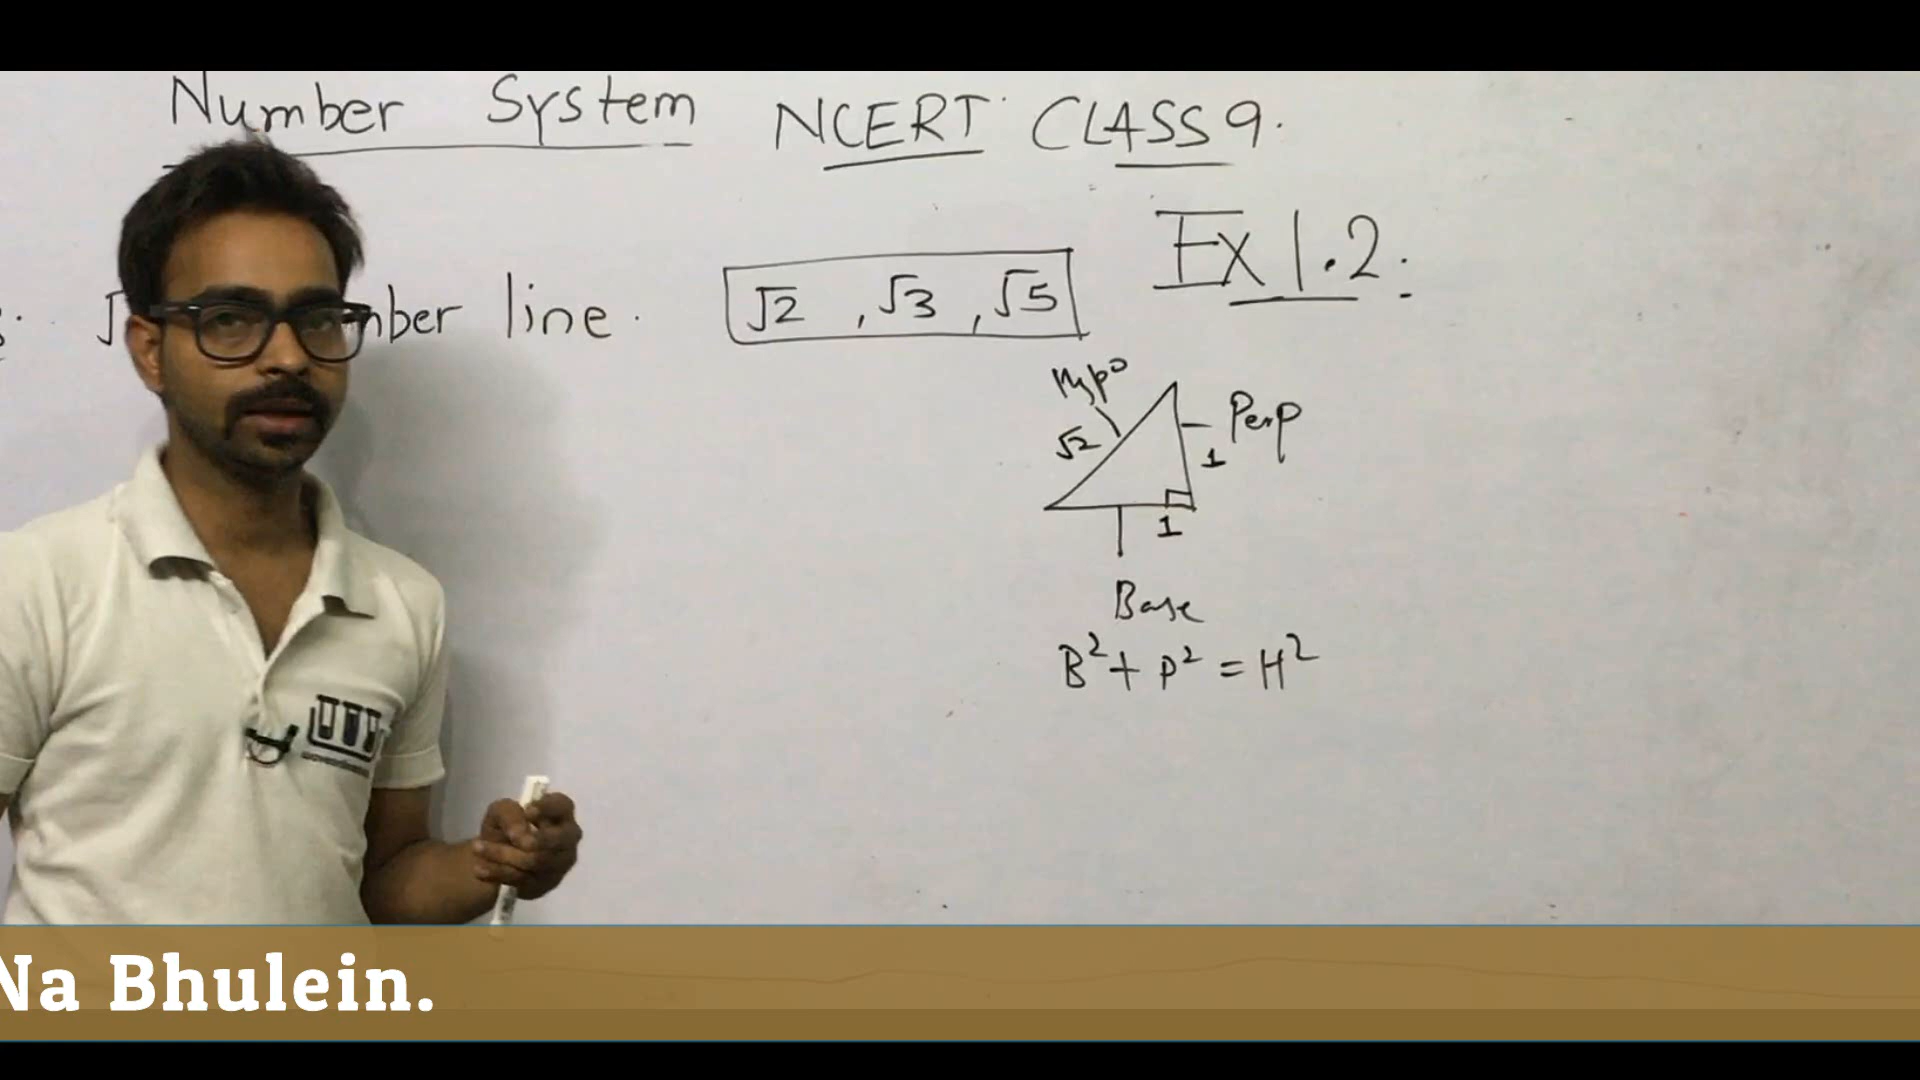 Number System NCERT CLASS 9.
Ex 1.2.
√ nber line. √2 , √3 , √5
Hypo
Perp
√2
1
1
Base
B² + P² = H²
Na Bhulein.